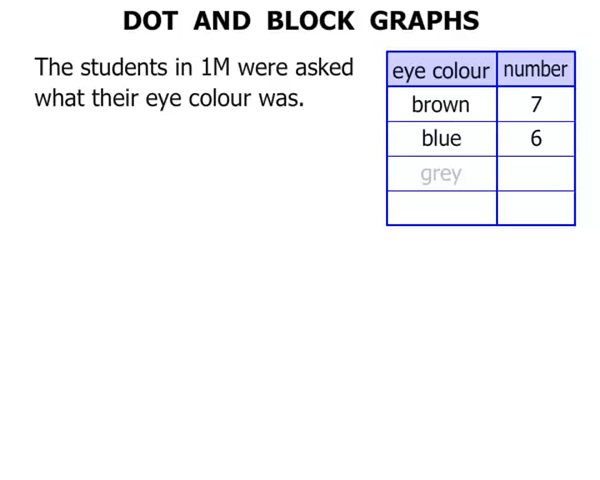 DOT AND BLOCK GRAPHS
The students in 1M were asked
what their eye colour was.
eye colour number
brown 7
blue 6
grey